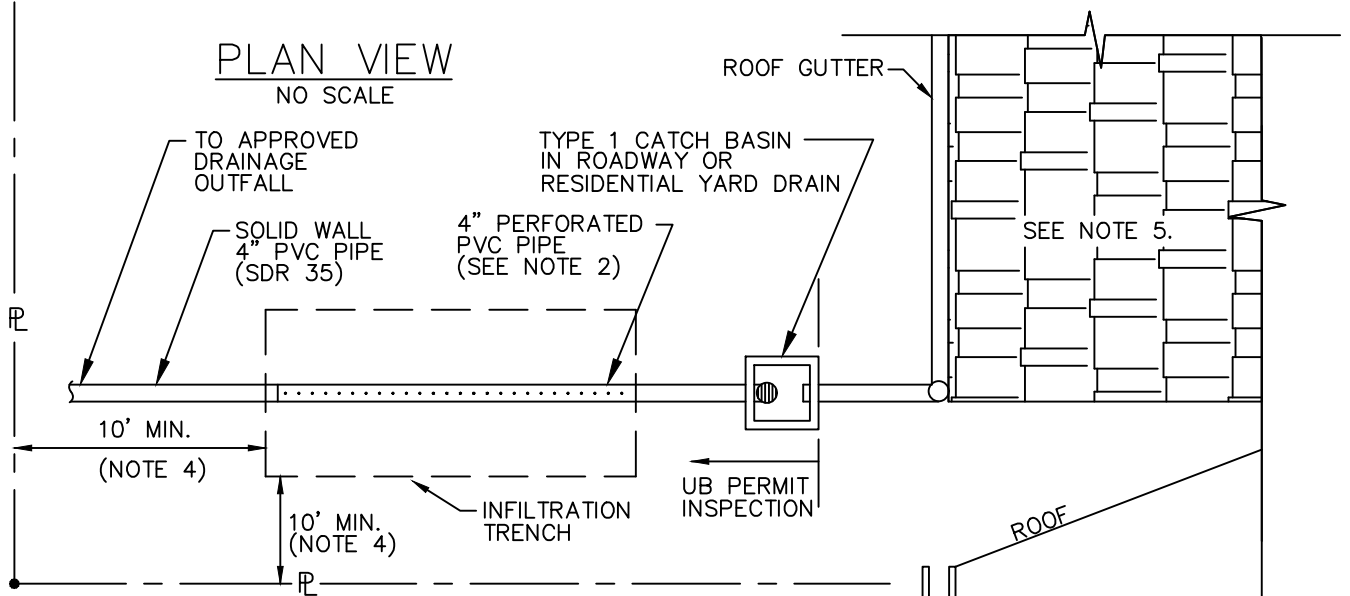 PLAN VIEW
NO SCALE
ROOF GUTTER
TO APPROVED
DRAINAGE
OUTFALL
TYPE 1 CATCH BASIN
IN ROADWAY OR
RESIDENTIAL YARD DRAIN
SOLID WALL
4" PVC PIPE
(SDR 35)
4" PERFORATED
PVC PIPE
(SEE NOTE 2)
SEE NOTE 5.
PL
10' MIN.
(NOTE 4)
UB PERMIT
INSPECTION
INFILTRATION
TRENCH
10' MIN.
(NOTE 4)
ROOF
PL